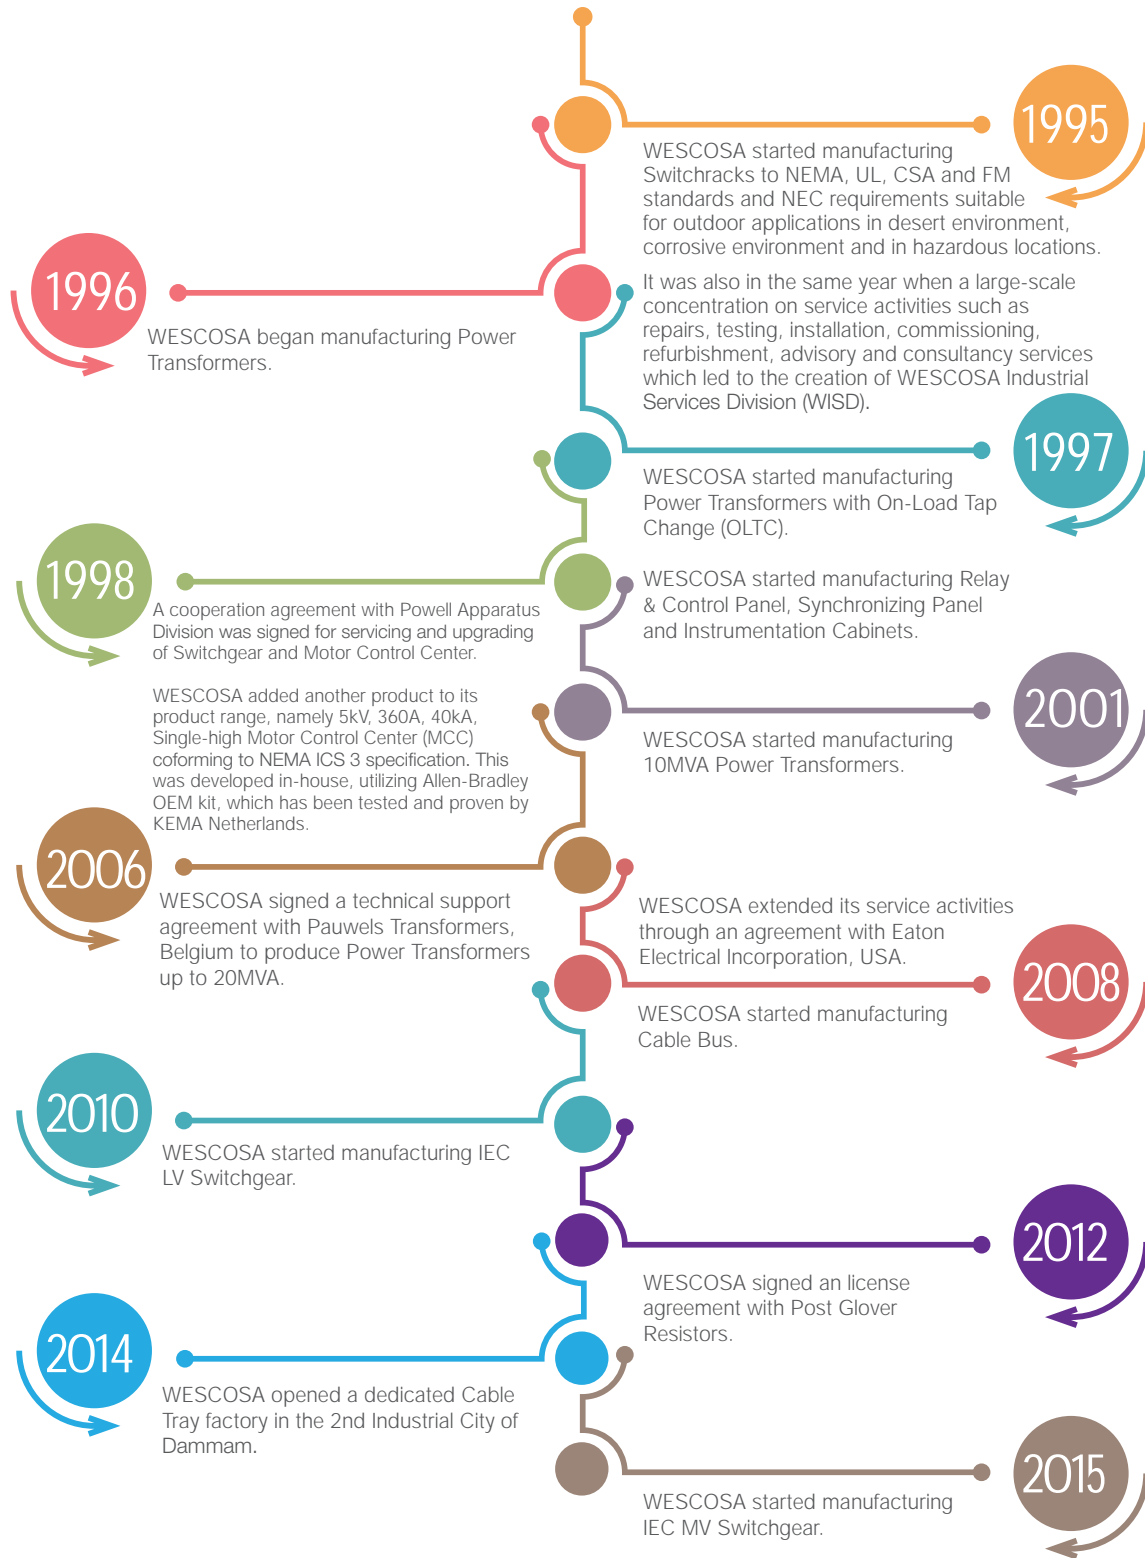 1995
WESCOSA started manufacturing
Switchracks to NEMA, UL, CSA and FM
standards and NEC requirements suitable
for outdoor applications in desert environment,
corrosive environment and in hazardous locations.
It was also in the same year when a large-scale
concentration on service activities such as
repairs, testing, installation, commissioning,
refurbishment, advisory and consultancy services
which led to the creation of WESCOSA Industrial
Services Division (WISD).
1996
WESCOSA began manufacturing Power
Transformers.
1997
WESCOSA started manufacturing
Power Transformers with On-Load Tap
Change (OLTC).
WESCOSA started manufacturing Relay
& Control Panel, Synchronizing Panel
and Instrumentation Cabinets.
1998
A cooperation agreement with Powell Apparatus
Division was signed for servicing and upgrading
of Switchgear and Motor Control Center.
WESCOSA added another product to its
product range, namely 5kV, 360A, 40kA,
Single-high Motor Control Center (MCC)
coforming to NEMA ICS 3 specification. This
was developed in-house, utilizing Allen-Bradley
OEM kit, which has been tested and proven by
KEMA Netherlands.
2001
WESCOSA started manufacturing
10MVA Power Transformers.
2006
WESCOSA signed a technical support
agreement with Pauwels Transformers,
Belgium to produce Power Transformers
up to 20MVA.
WESCOSA extended its service activities
through an agreement with Eaton
Electrical Incorporation, USA.
2008
WESCOSA started manufacturing
Cable Bus.
2010
WESCOSA started manufacturing IEC
LV Switchgear.
2012
WESCOSA signed an license
agreement with Post Glover
Resistors.
2014
WESCOSA opened a dedicated Cable
Tray factory in the 2nd Industrial City of
Dammam.
2015
WESCOSA started manufacturing
IEC MV Switchgear.